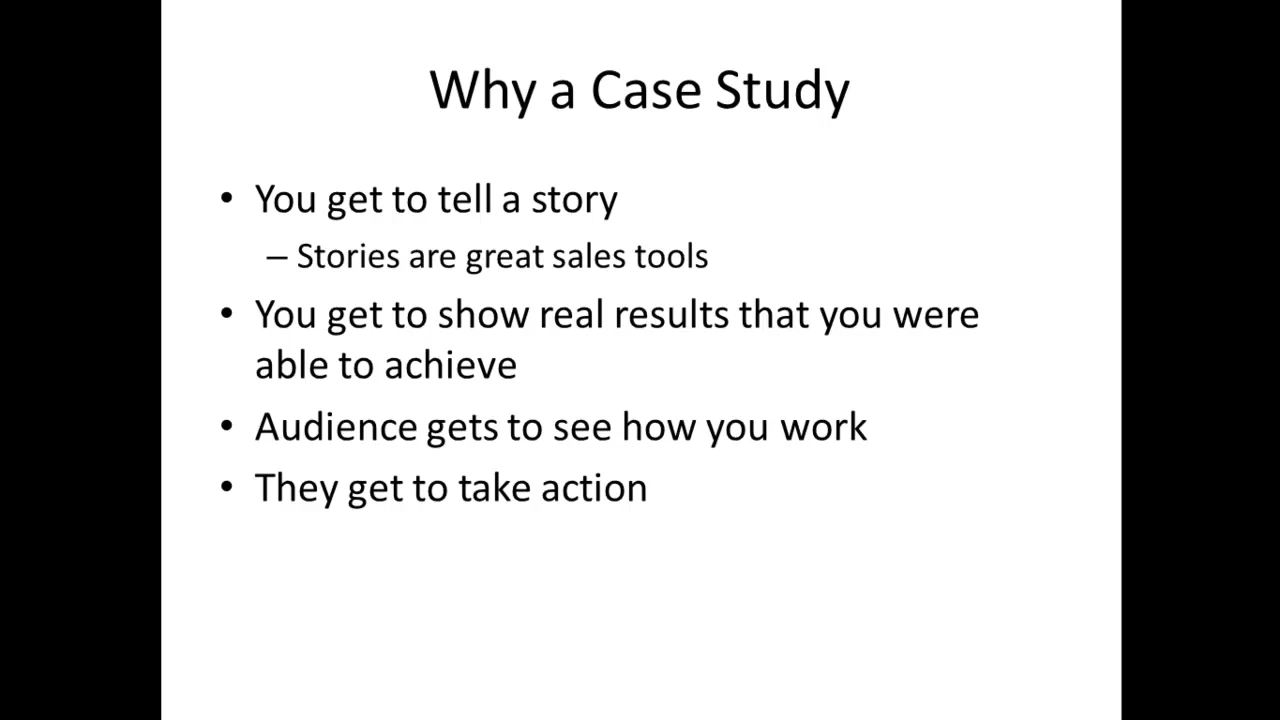 Why a Case Study
• You get to tell a story
– Stories are great sales tools
• You get to show real results that you were
able to achieve
• Audience gets to see how you work
• They get to take action